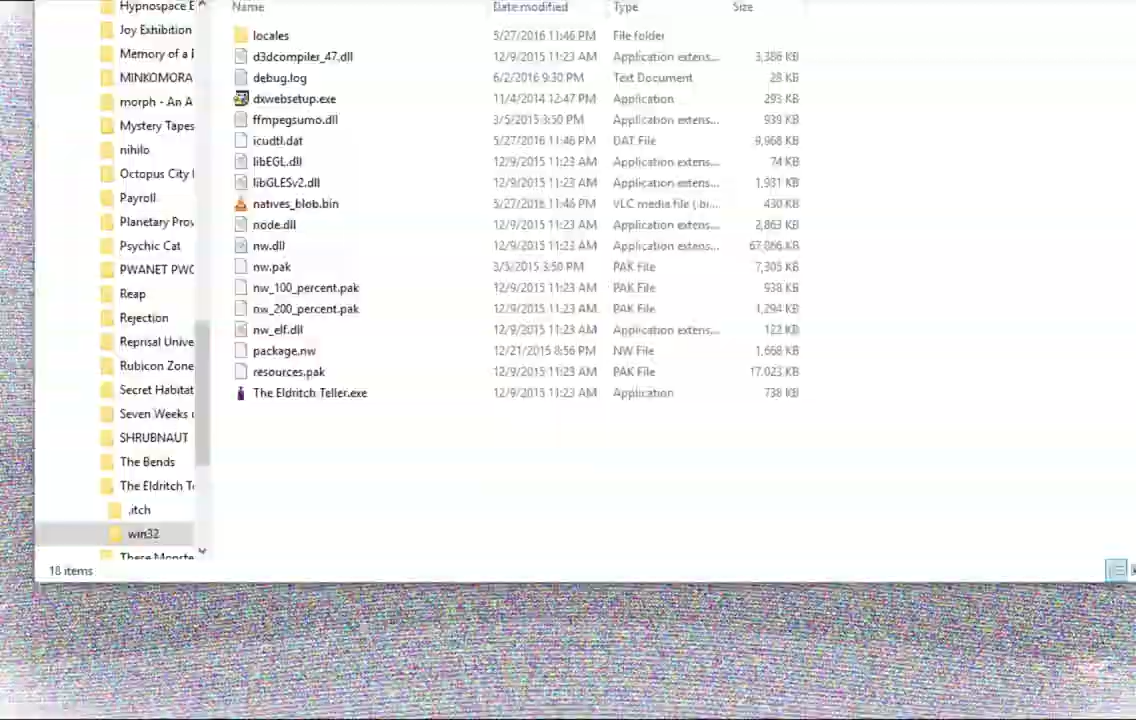 Hypnospace E
Joy Exhibition
Memory of a
MINKOMORA
morph - An A
Mystery Tapes
nihilo
Octopus City
Payroll
Planetary Prov
Psychic Cat
PWANET PWC
Reap
Rejection
Reprisal Unive
Rubicon Zone
Secret Habitat
Seven Weeks
SHRUBNAUT
The Bends
The Eldritch Te
.itch
win32
These Monste
Name Date modified Type Size
locales 5/27/2016 11:46 PM File folder
d3dcompiler_47.dll 12/9/2015 11:23 AM Application extens... 3,386 KB
debug.log 6/2/2016 9:30 PM Text Document 28 KB
dxwebsetup.exe 11/4/2014 12:47 PM Application 293 KB
ffmpegsumo.dll 3/5/2015 3:50 PM Application extens... 939 KB
icudtl.dat 5/27/2016 11:46 PM DAT File 9,968 KB
libEGL.dll 12/9/2015 11:23 AM Application extens... 74 KB
libGLESv2.dll 12/9/2015 11:23 AM Application extens... 1,931 KB
natives_blob.bin 5/27/2016 11:46 PM VLC media file (.bi... 430 KB
node.dll 12/9/2015 11:23 AM Application extens... 2,863 KB
nw.dll 12/9/2015 11:23 AM Application extens... 67,066 KB
nw.pak 3/5/2015 3:50 PM PAK File 7,305 KB
nw_100_percent.pak 12/9/2015 11:23 AM PAK File 938 KB
nw_200_percent.pak 12/9/2015 11:23 AM PAK File 1,294 KB
nw_elf.dll 12/9/2015 11:23 AM Application extens... 122 KB
package.nw 12/21/2015 8:56 PM NW File 1,668 KB
resources.pak 12/9/2015 11:23 AM PAK File 17,023 KB
The Eldritch Teller.exe 12/9/2015 11:23 AM Application 738 KB
18 items